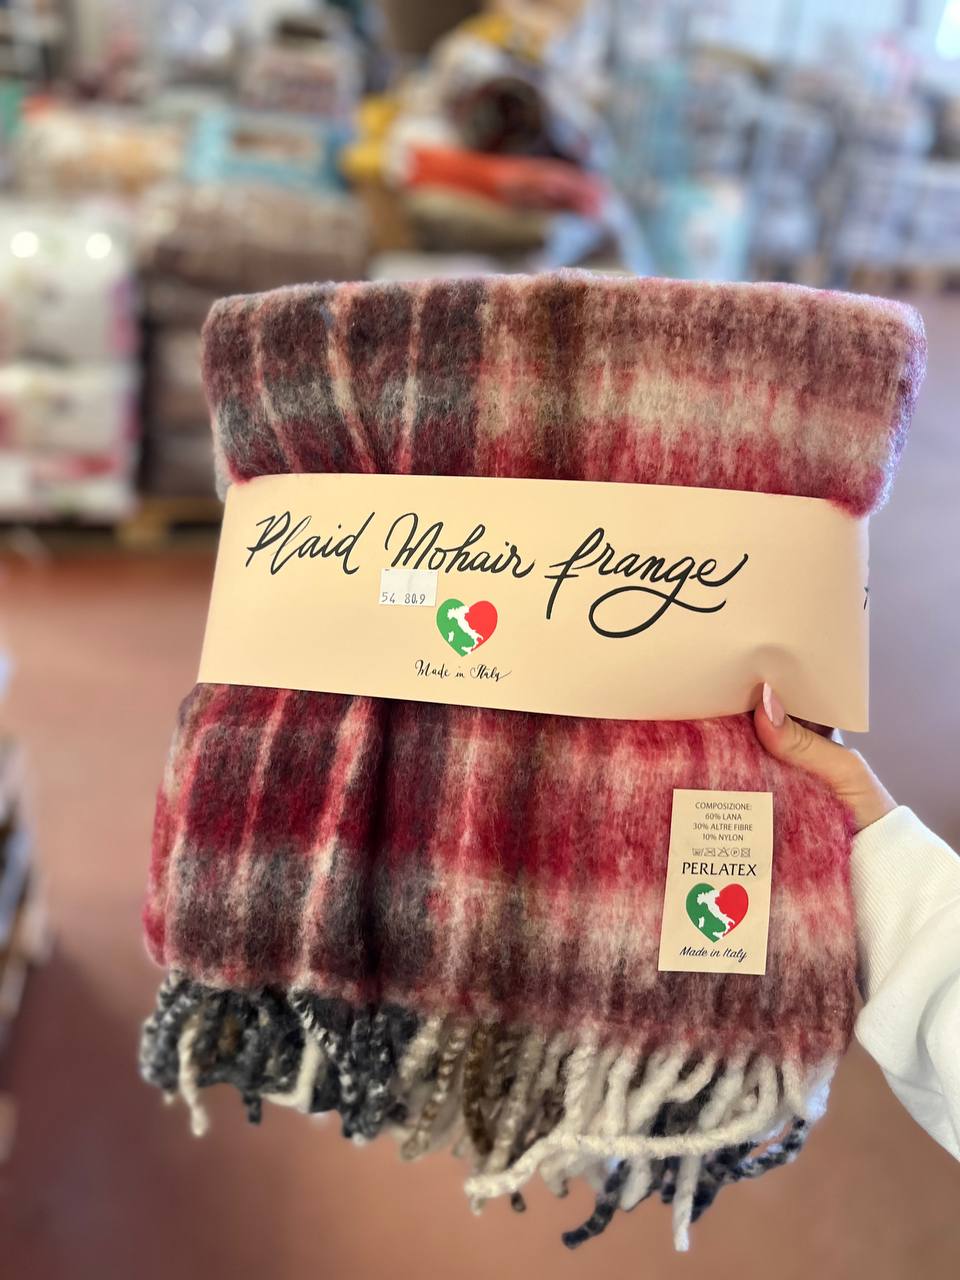 Plaid Mohair frange
54 80.9
Made in Italy
COMPOSIZIONE:
60% LANA
30% ALTRE FIBRE
10% NYLON
PERLATEX
Made in Italy